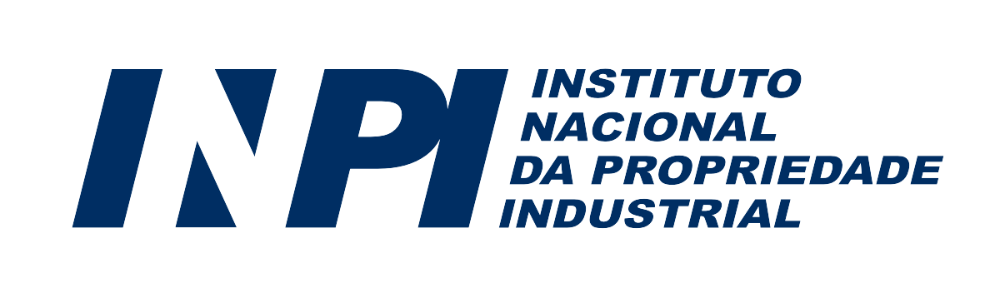 INPI
INSTITUTO
NACIONAL
DA PROPRIEDADE
INDUSTRIAL